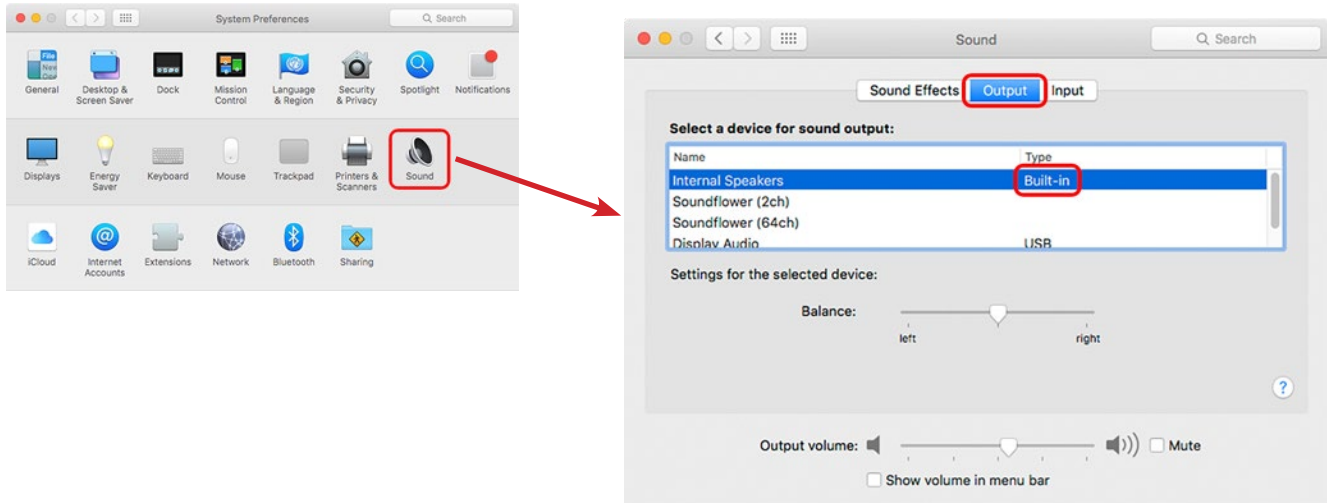 System Preferences
Search
General
Desktop &
Screen Saver
Dock
Mission
Control
Language
& Region
Security
& Privacy
Spotlight
Notifications
Displays
Energy
Saver
Keyboard
Mouse
Trackpad
Printers &
Scanners
Sound
iCloud
Internet
Accounts
Extensions
Network
Bluetooth
Sharing
Sound
Search
Sound Effects Output Input
Select a device for sound output:
Name Type
Internal Speakers Built-in
Soundflower (2ch)
Soundflower (64ch)
Display Audio USB
Settings for the selected device:
Balance:
left right
?
Output volume: Mute
Show volume in menu bar